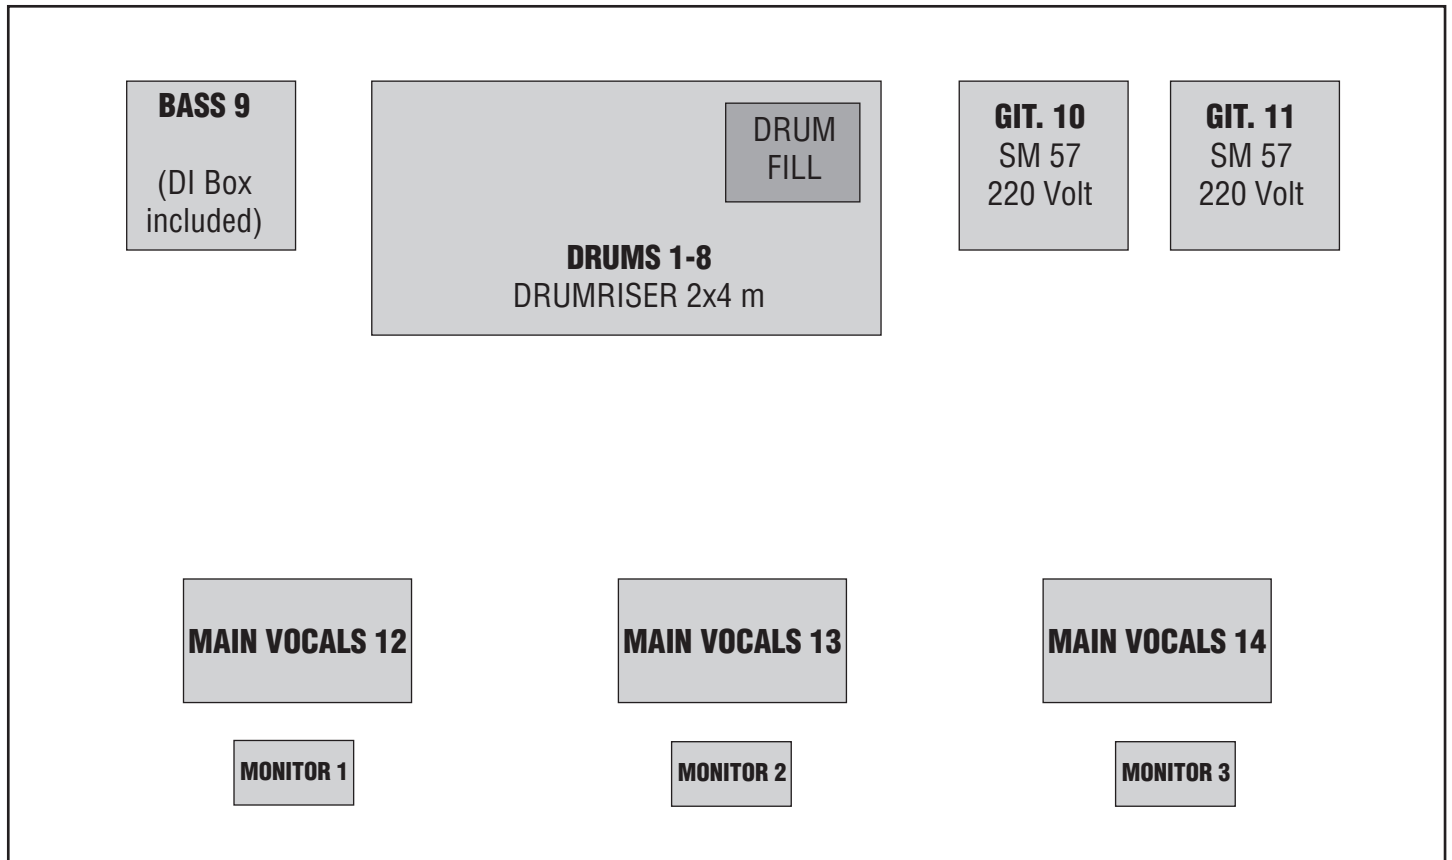 BASS 9
(DI Box
included)
DRUM
FILL
DRUMS 1-8
DRUMRISER 2x4 m
GIT. 10
SM 57
220 Volt
GIT. 11
SM 57
220 Volt
MAIN VOCALS 12
MAIN VOCALS 13
MAIN VOCALS 14
MONITOR 1
MONITOR 2
MONITOR 3